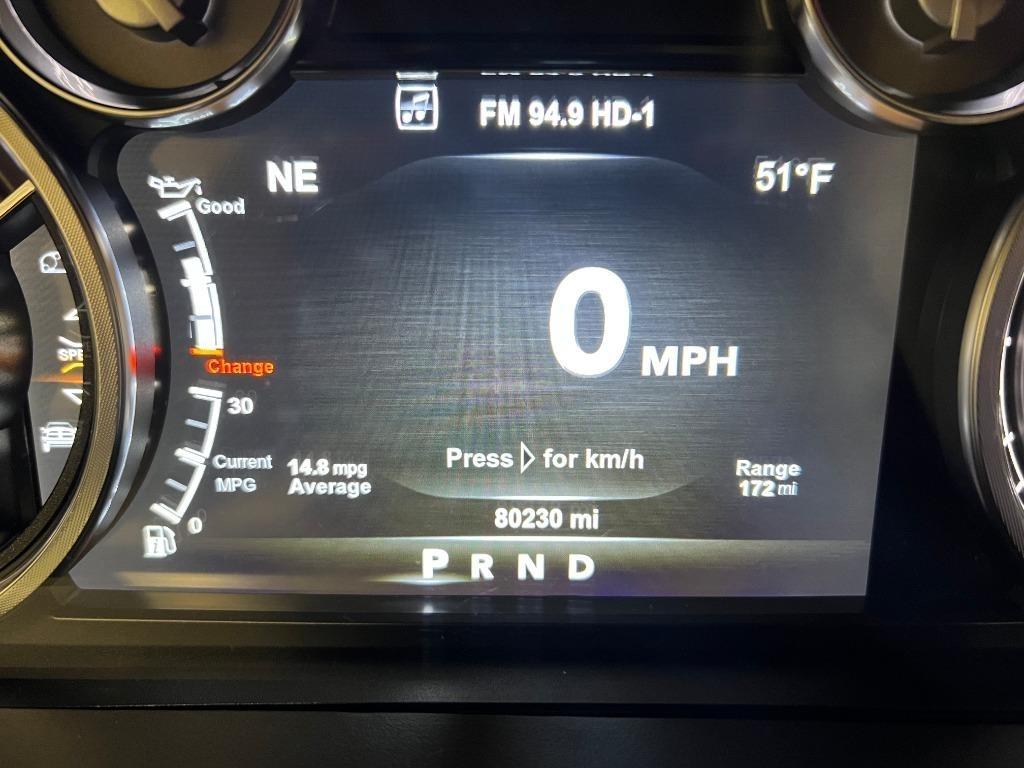 FM 94.9 HD-1
NE
51°F
Good
0 MPH
Change
30
Press for km/h
Current
MPG
14.8 mpg
Average
Range
172 mi
0
80230 mi
P R N D